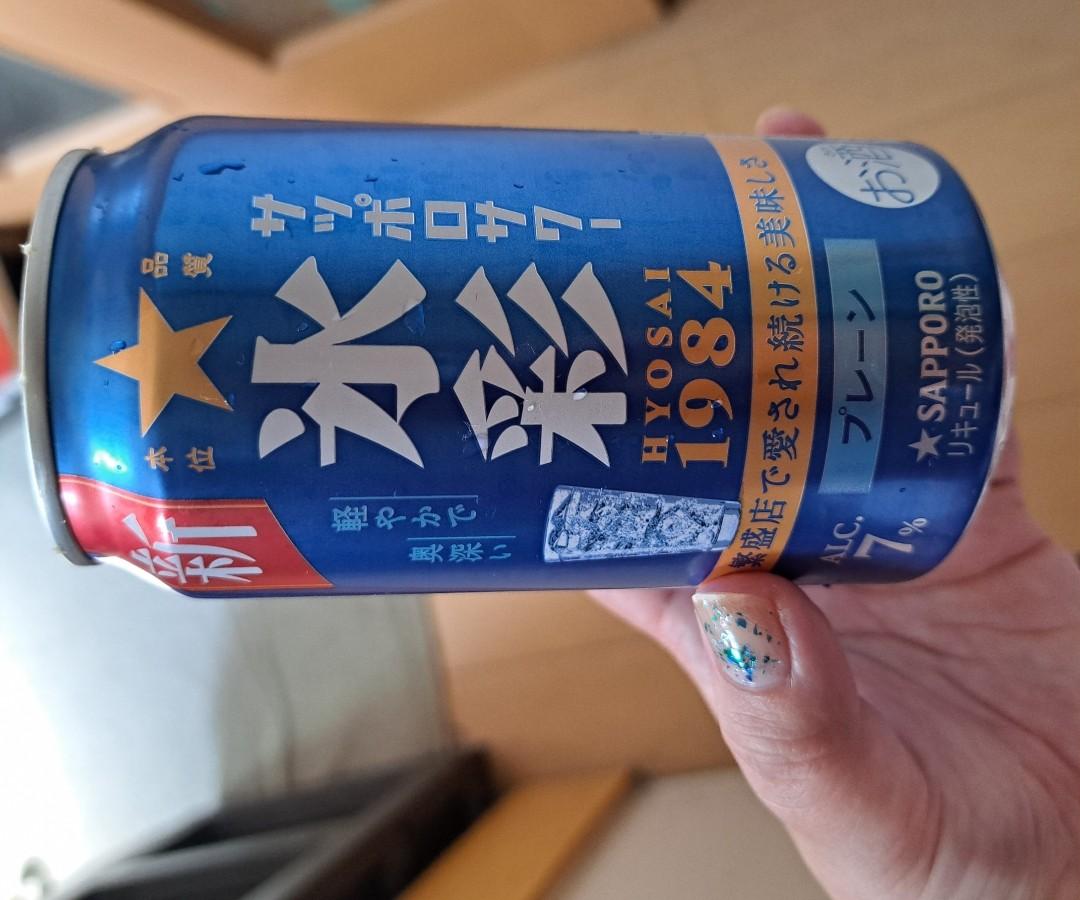 新
品質
本位
サッポロサワー
氷彩
HYOSAI
1984
軽やかで
奥深い
繁盛店で愛され続ける美味しさ
お酒
プレーン
ALC.
7%
★SAPPORO
リキュール(発泡性)